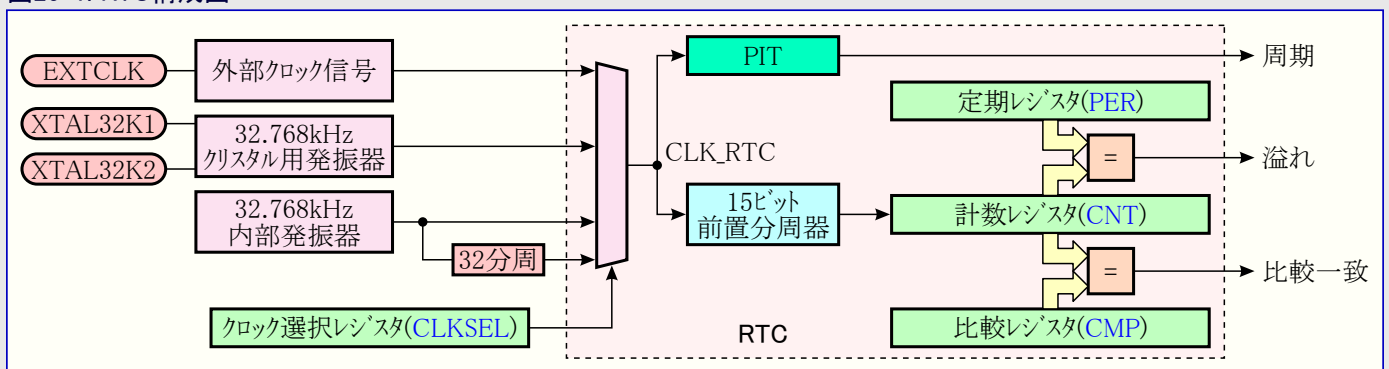 EXTCLK
外部クロック信号
XTAL32K1
XTAL32K2
32.768kHz
クリスタル用発振器
32.768kHz
内部発振器
32分周
クロック選択レジスタ(CLKSEL)
CLK_RTC
PIT
15ビット
前置分周器
定期レジスタ(PER)
=
計数レジスタ(CNT)
=
比較レジスタ(CMP)
RTC
周期
溢れ
比較一致